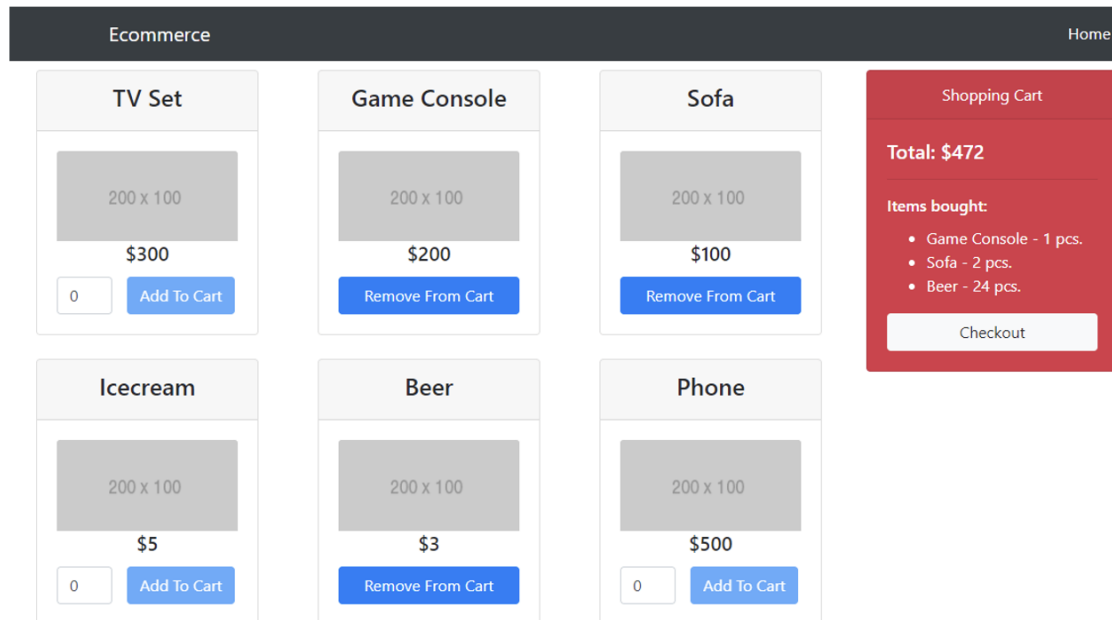 Ecommerce
Home
TV Set
200 x 100
$300
0
Add To Cart
Game Console
200 x 100
$200
Remove From Cart
Sofa
200 x 100
$100
Remove From Cart
Shopping Cart
Total: $472
Items bought:
Game Console - 1 pcs.
Sofa - 2 pcs.
Beer - 24 pcs.
Checkout
Icecream
200 x 100
$5
0
Add To Cart
Beer
200 x 100
$3
Remove From Cart
Phone
200 x 100
$500
0
Add To Cart